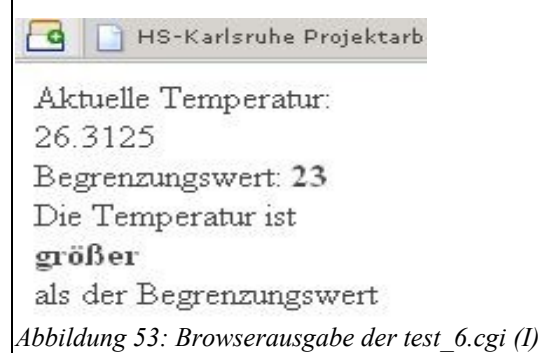 HS-Karlsruhe Projektarb
Aktuelle Temperatur:
26.3125
Begrenzungswert: 23
Die Temperatur ist
größer
als der Begrenzungswert
Abbildung 53: Browserausgabe der test_6.cgi (I)